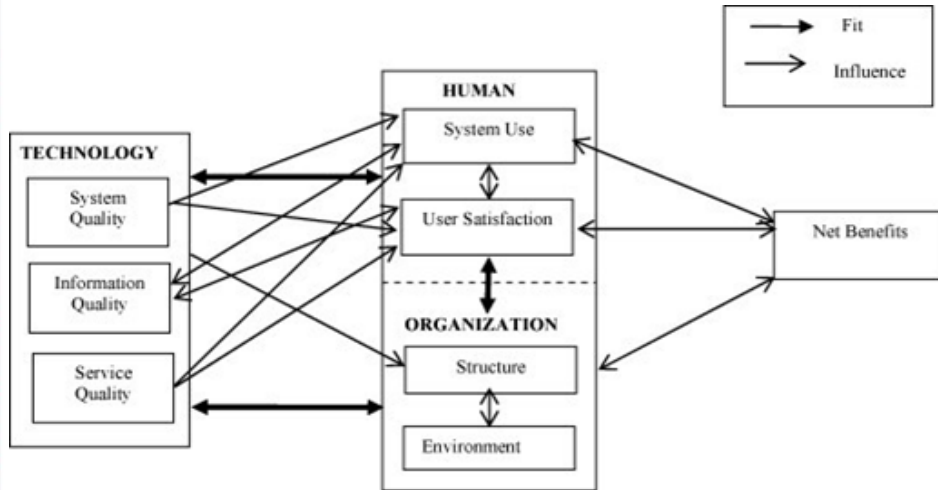 Fit
Influence
HUMAN
System Use
User Satisfaction
TECHNOLOGY
System
Quality
Information
Quality
Service
Quality
ORGANIZATION
Structure
Environment
Net Benefits